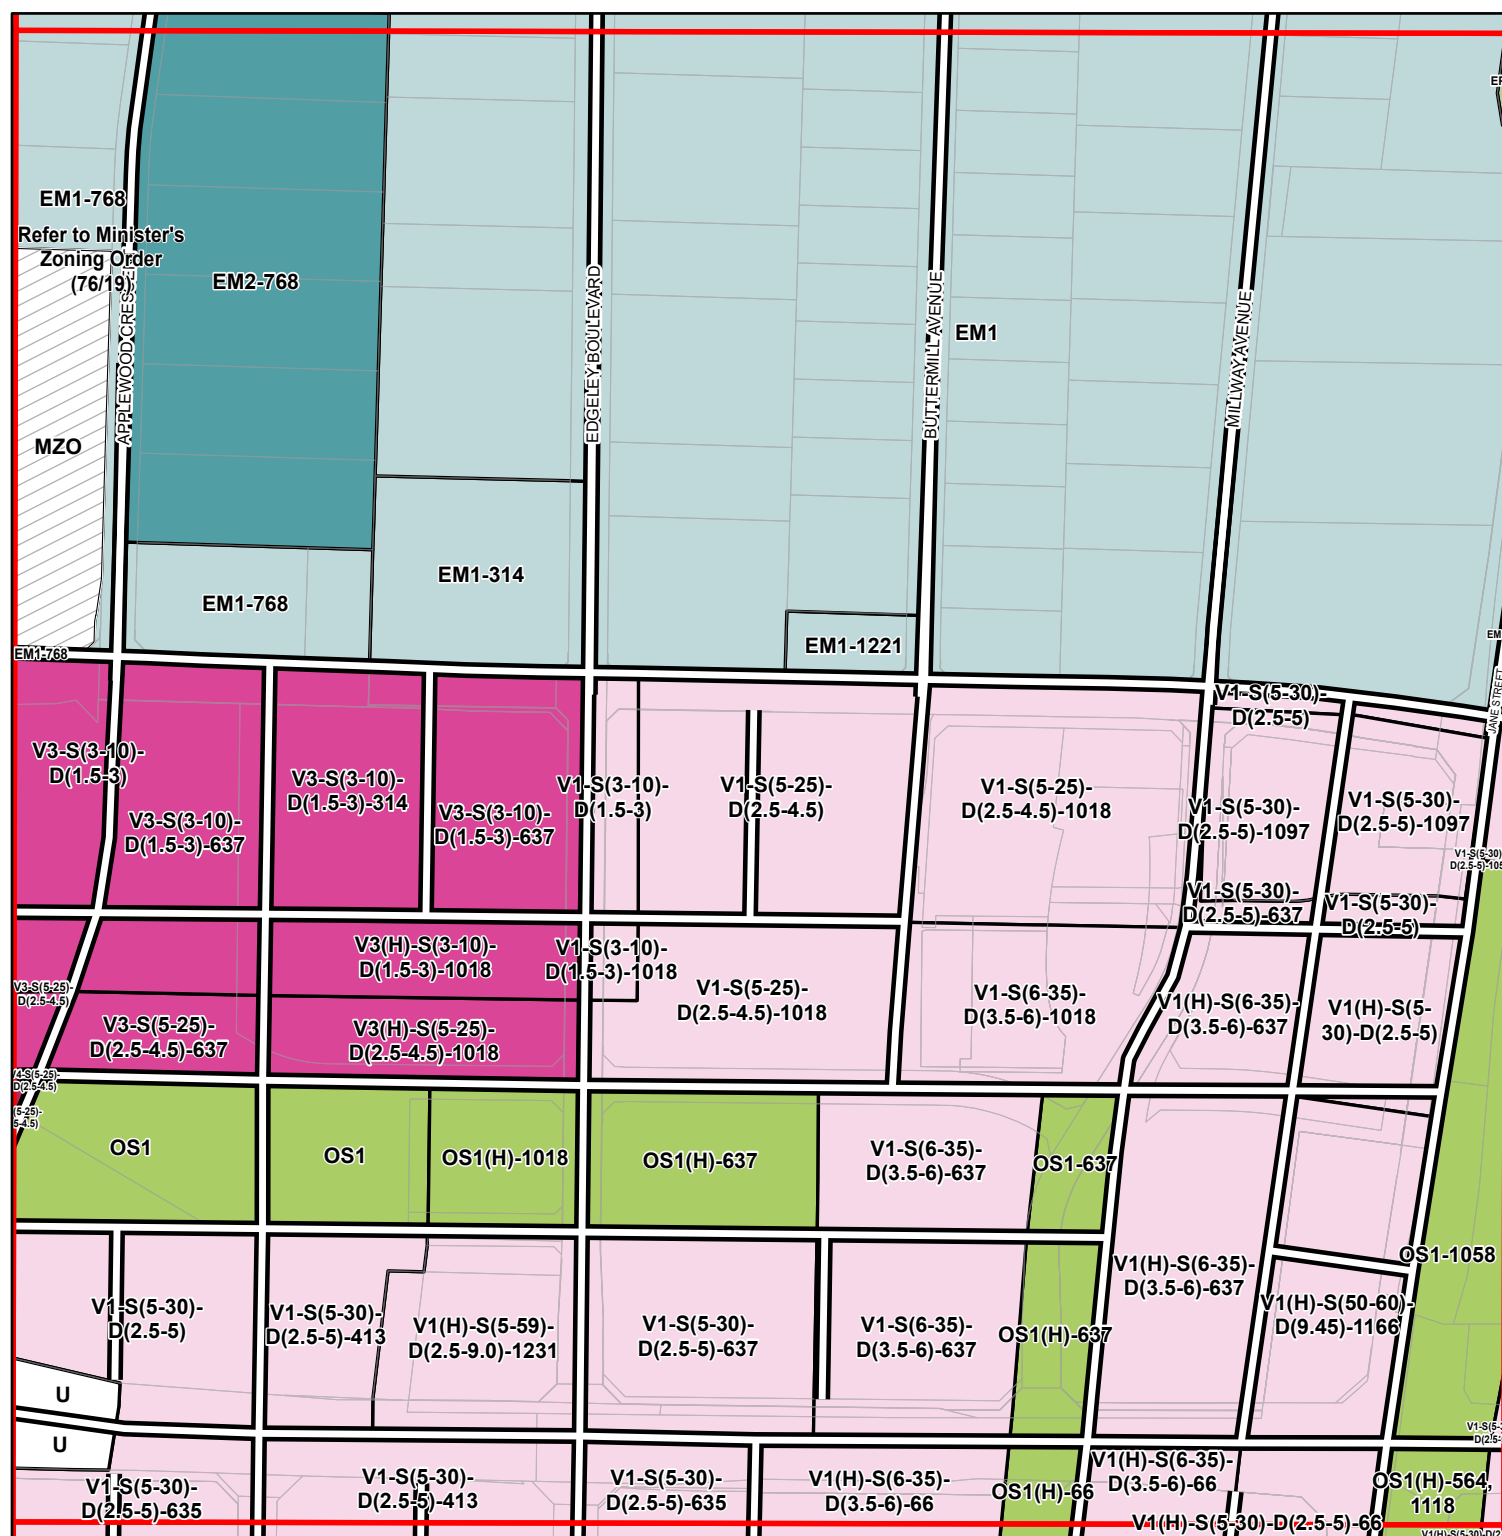 EM1-768
Refer to Minister's
Zoning Order
(76/19)
MZO
EM2-768
EM1-768
EM1-314
EM1-1221
EM1
EDGELEY BOULEVARD
BUTTERMILL AVENUE
MILLWAY AVENUE
JANE STREET
EM1-768
V3-S(3-10)-
D(1.5-3)
V3-S(3-10)-
D(1.5-3)-637
V3-S(3-10)-
D(1.5-3)-314
V3-S(3-10)-
D(1.5-3)-637
V1-S(3-10)-
D(1.5-3)
V1-S(5-25)-
D(2.5-4.5)
V1-S(5-25)-
D(2.5-4.5)-1018
V1-S(5-30)-
D(2.5-5)
V1-S(5-30)-
D(2.5-5)-1097
V1-S(5-30)-
D(2.5-5)-1097
V1-S(5-30)-
D(2.5-5)-637
V1-S(5-30)-
D(2.5-5)
V3-S(5-25)-
D(2.5-4.5)
V3-S(5-25)-
D(2.5-4.5)-637
V3(H)-S(3-10)-
D(1.5-3)-1018
V3(H)-S(5-25)-
D(2.5-4.5)-1018
V1-S(3-10)-
D(1.5-3)-1018
V1-S(5-25)-
D(2.5-4.5)-1018
V1-S(6-35)-
D(3.5-6)-1018
V1(H)-S(6-35)-
D(3.5-6)-637
V1(H)-S(5-
30)-D(2.5-5)
D(2.5-4.5)
OS1
OS1
OS1(H)-1018
OS1(H)-637
V1-S(6-35)-
D(3.5-6)-637
OS1-637
OS1-1058
V1-S(5-30)-
D(2.5-5)
V1-S(5-30)-
D(2.5-5)-413
V1(H)-S(5-59)-
D(2.5-9.0)-1231
V1-S(5-30)-
D(2.5-5)-637
V1-S(6-35)-
D(3.5-6)-637
OS1(H)-637
V1(H)-S(6-35)-
D(3.5-6)-637
V1(H)-S(50-60)-
D(9.45)-1166
U
U
V1-S(5-30)-
D(2.5-5)-635
V1-S(5-30)-
D(2.5-5)-413
V1-S(5-30)-
D(2.5-5)-635
V1(H)-S(6-35)-
D(3.5-6)-66
OS1(H)-66
V1(H)-S(6-35)-
D(3.5-6)-66
V1(H)-S(5-30)-D(2.5-5)-66
OS1(H)-564,
1118